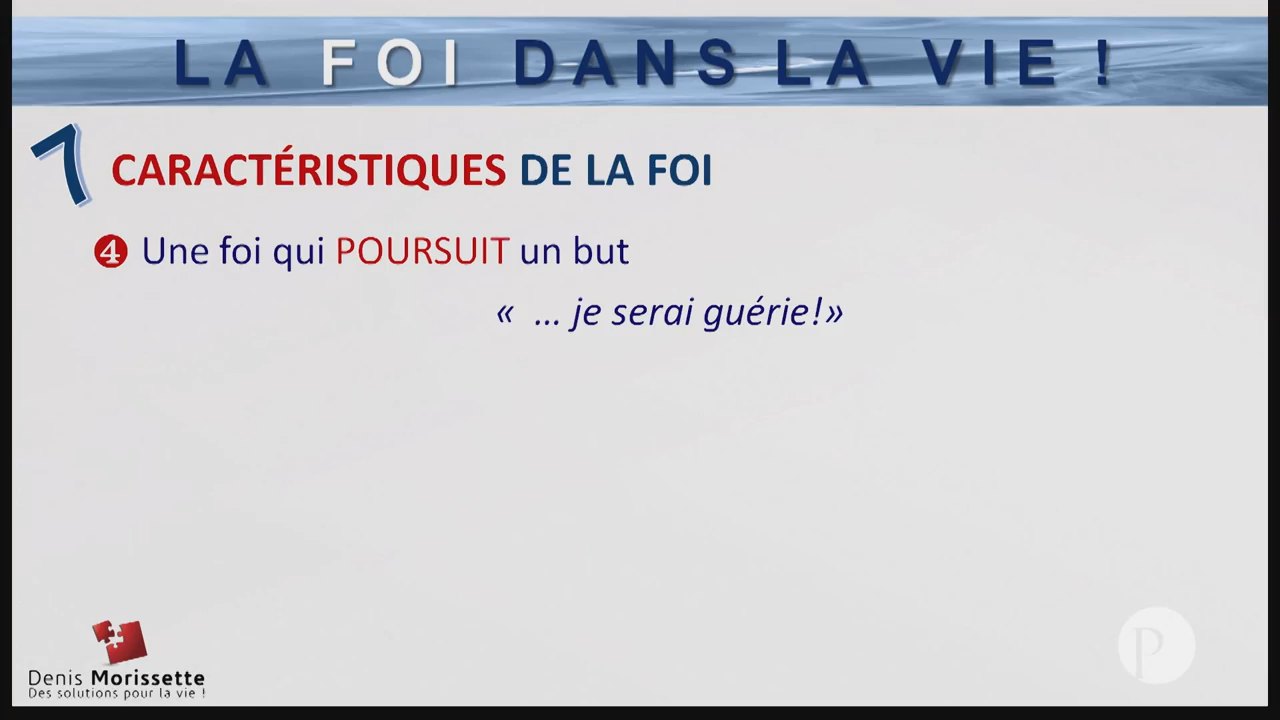 LA FOI DANS LA VIE !
7 CARACTÉRISTIQUES DE LA FOI
4 Une foi qui POURSUIT un but
« ... je serai guérie!»
Denis Morissette
Des solutions pour la vie !
P